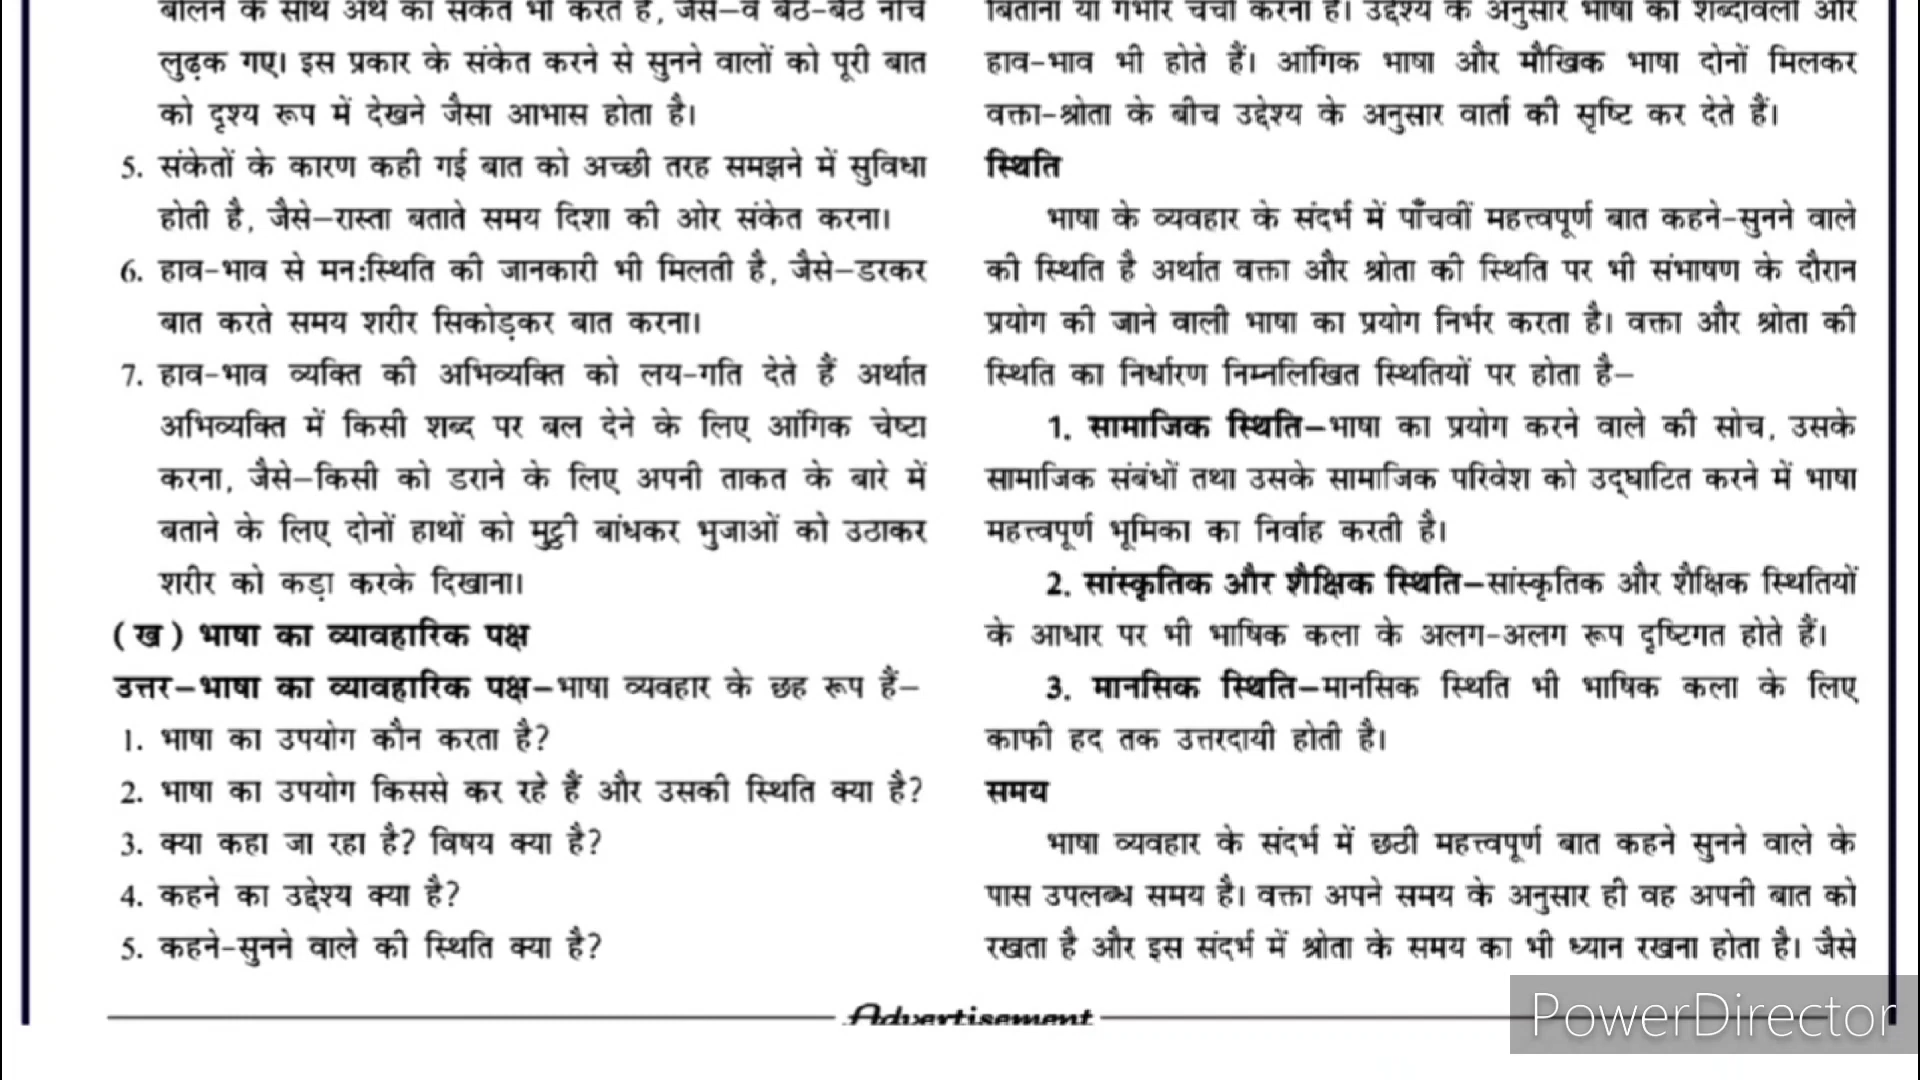 बोलने के साथ अर्थ का संकेत भी करते हैं, जैसे–वे बैठे-बैठे नीचे
लुढ़क गए। इस प्रकार के संकेत करने से सुनने वालों को पूरी बात
को दृश्य रूप में देखने जैसा आभास होता है।
5. संकेतों के कारण कही गई बात को अच्छी तरह समझने में सुविधा
होती है, जैसे–रास्ता बताते समय दिशा की ओर संकेत करना।
6. हाव-भाव से मन:स्थिति की जानकारी भी मिलती है, जैसे–डरकर
बात करते समय शरीर सिकोड़कर बात करना।
7. हाव-भाव व्यक्ति की अभिव्यक्ति को लय-गति देते हैं अर्थात
अभिव्यक्ति में किसी शब्द पर बल देने के लिए आंगिक चेष्टा
करना, जैसे–किसी को डराने के लिए अपनी ताकत के बारे में
बताने के लिए दोनों हाथों को मुट्ठी बांधकर भुजाओं को उठाकर
शरीर को कड़ा करके दिखाना।
(ख) भाषा का व्यावहारिक पक्ष
उत्तर–भाषा का व्यावहारिक पक्ष–भाषा व्यवहार के छह रूप हैं–
1. भाषा का उपयोग कौन करता है?
2. भाषा का उपयोग किससे कर रहे हैं और उसकी स्थिति क्या है?
3. क्या कहा जा रहा है? विषय क्या है?
4. कहने का उद्देश्य क्या है?
5. कहने-सुनने वाले की स्थिति क्या है?
बिताना या गंभीर चर्चा करना है। उद्देश्य के अनुसार भाषा की शब्दावली और
हाव-भाव भी होते हैं। आंगिक भाषा और मौखिक भाषा दोनों मिलकर
वक्ता-श्रोता के बीच उद्देश्य के अनुसार वार्ता की सृष्टि कर देते हैं।
स्थिति
भाषा के व्यवहार के संदर्भ में पाँचवीं महत्त्वपूर्ण बात कहने-सुनने वाले
की स्थिति है अर्थात वक्ता और श्रोता की स्थिति पर भी संभाषण के दौरान
प्रयोग की जाने वाली भाषा का प्रयोग निर्भर करता है। वक्ता और श्रोता की
स्थिति का निर्धारण निम्नलिखित स्थितियों पर होता है–
1. सामाजिक स्थिति–भाषा का प्रयोग करने वाले की सोच, उसके
सामाजिक संबंधों तथा उसके सामाजिक परिवेश को उद्घाटित करने में भाषा
महत्त्वपूर्ण भूमिका का निर्वाह करती है।
2. सांस्कृतिक और शैक्षिक स्थिति–सांस्कृतिक और शैक्षिक स्थितियों
के आधार पर भी भाषिक कला के अलग-अलग रूप दृष्टिगत होते हैं।
3. मानसिक स्थिति–मानसिक स्थिति भी भाषिक कला के लिए
काफी हद तक उत्तरदायी होती है।
समय
भाषा व्यवहार के संदर्भ में छठी महत्त्वपूर्ण बात कहने सुनने वाले के
पास उपलब्ध समय है। वक्ता अपने समय के अनुसार ही वह अपनी बात को
रखता है और इस संदर्भ में श्रोता के समय का भी ध्यान रखना होता है। जैसे
Advertisement
PowerDirector